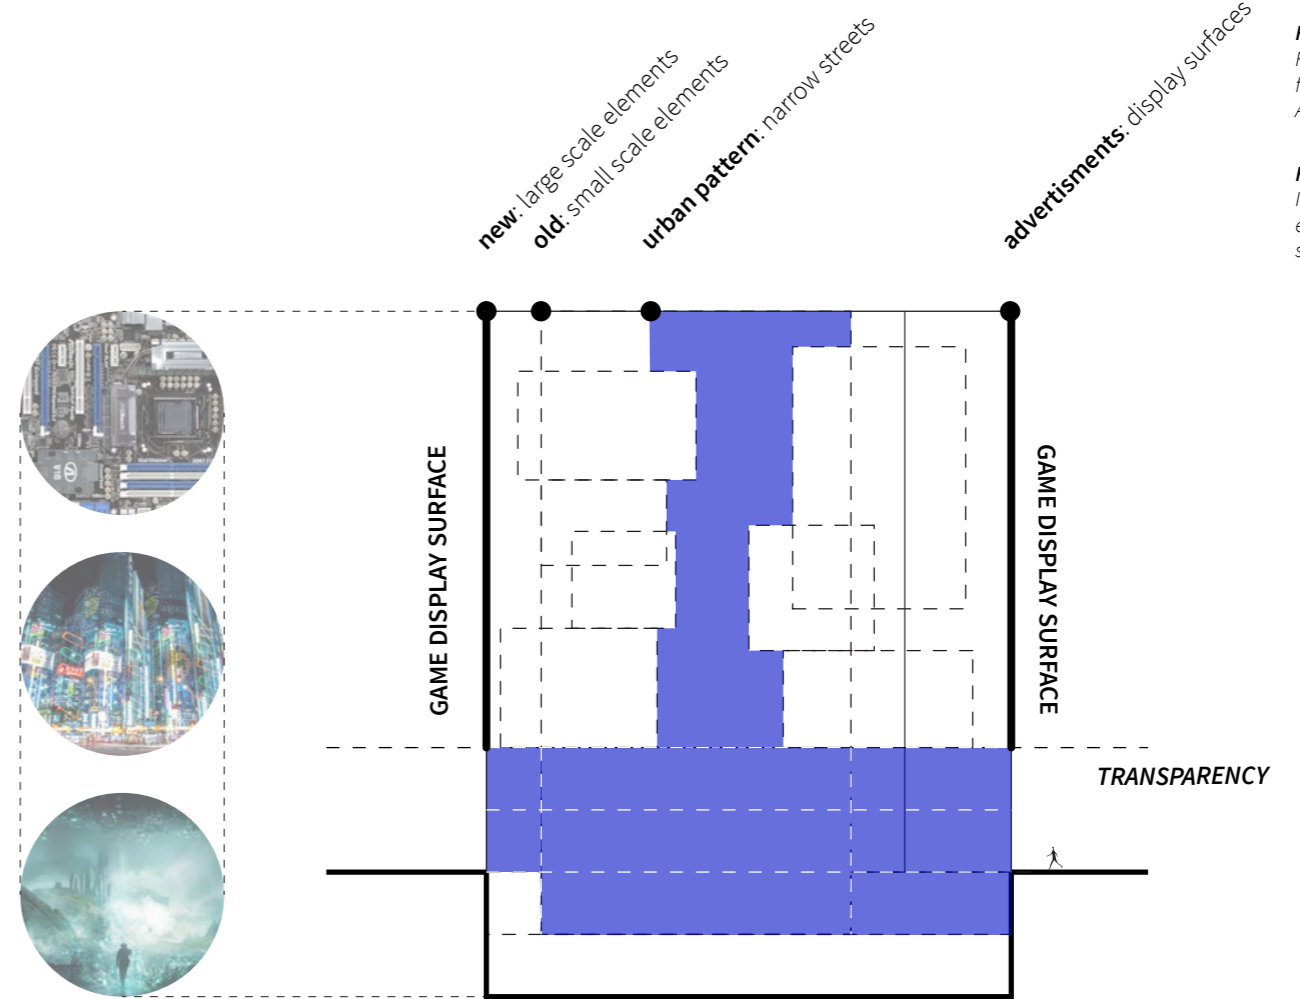 new: large scale elements
old: small scale elements
urban pattern: narrow streets
advertisments: display surfaces
GAME DISPLAY SURFACE
GAME DISPLAY SURFACE
TRANSPARENCY